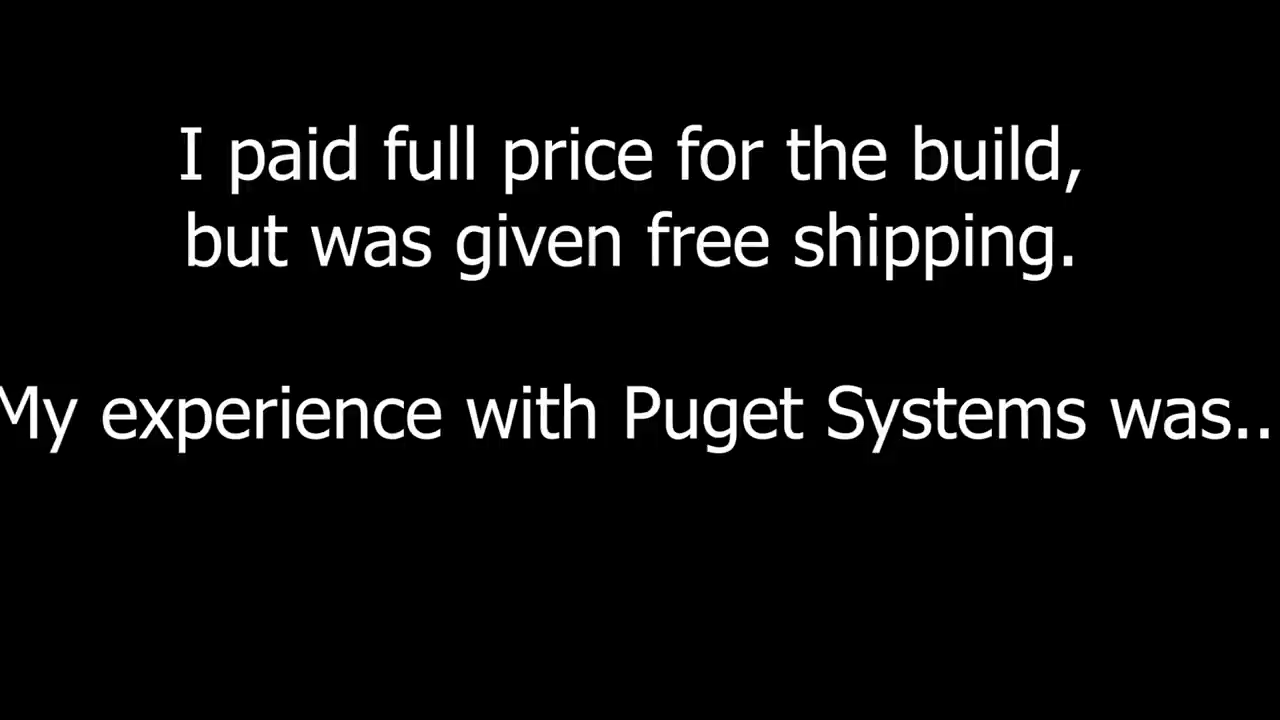 I paid full price for the build,
but was given free shipping.
My experience with Puget Systems was..